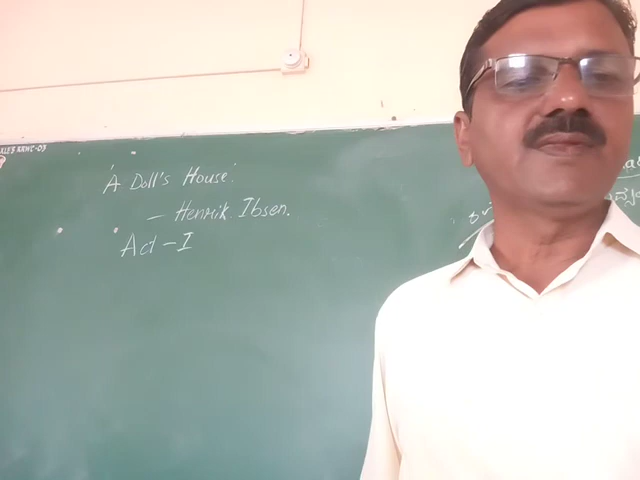 'A Doll's House'
– Henrik Ibsen.
Act – I